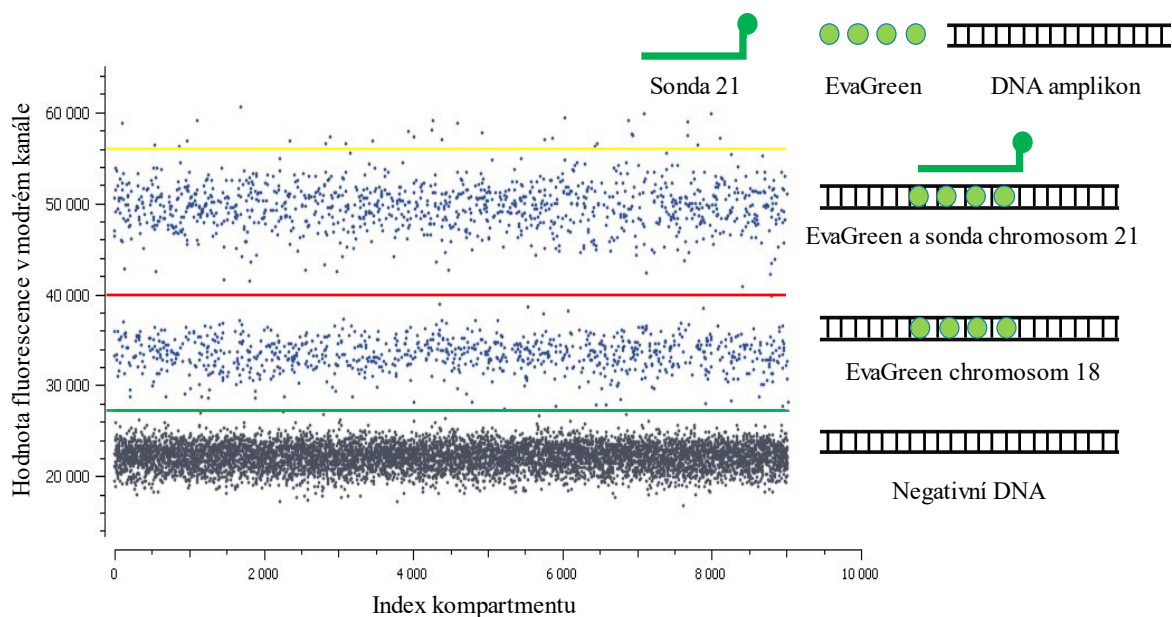 Sonda 21
EvaGreen
DNA amplikon
Hodnota fluorescence v modrém kanále
60 000
50 000
40 000
30 000
20 000
EvaGreen a sonda chromosom 21
EvaGreen chromosom 18
Negativní DNA
0
2 000
4 000
6 000
8 000
10 000
Index kompartmentu